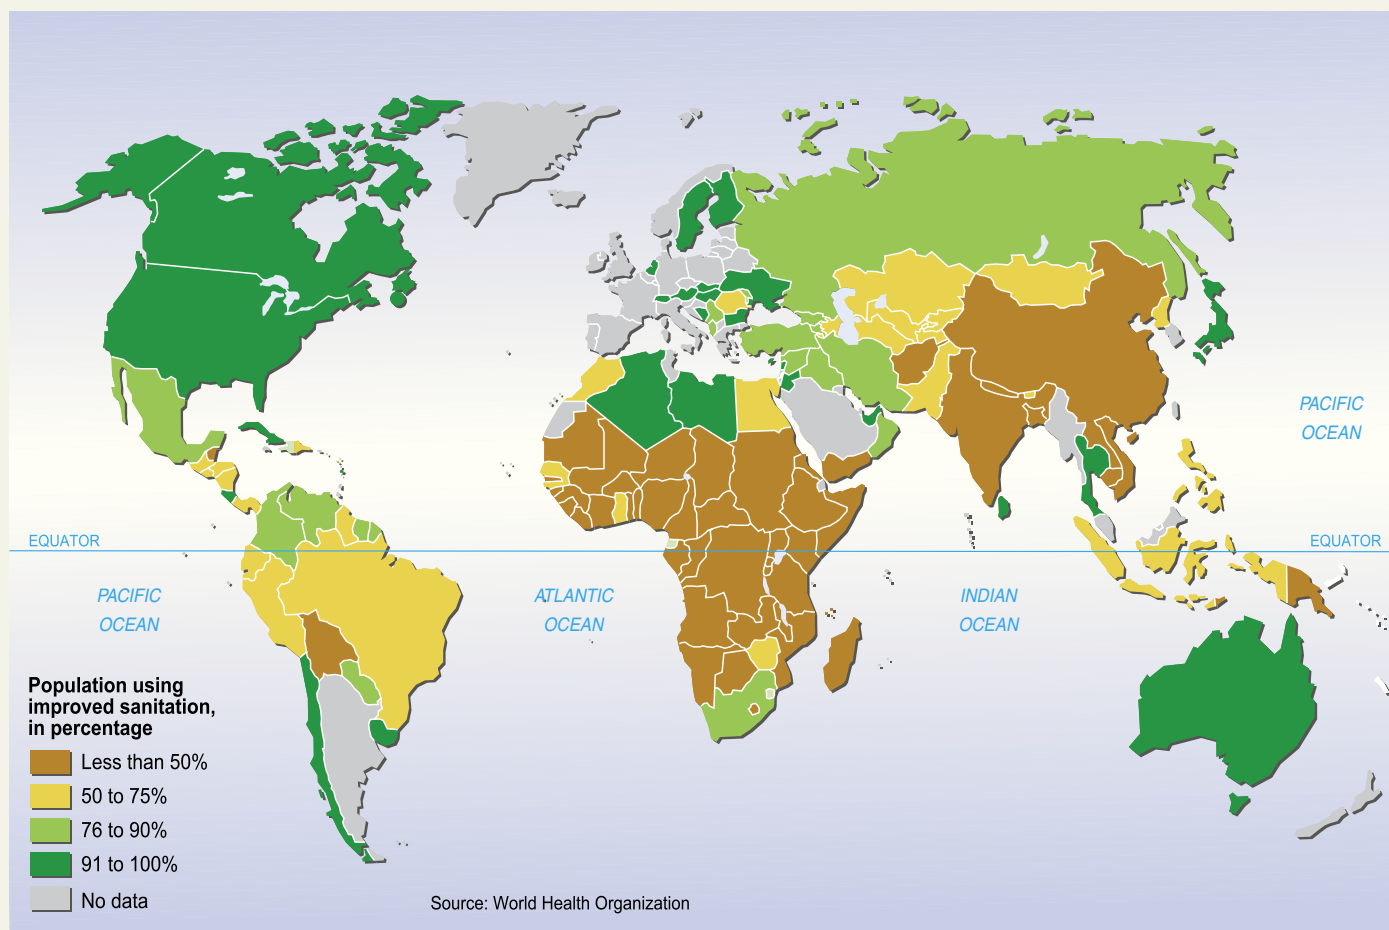 PACIFIC
OCEAN
EQUATOR
EQUATOR
PACIFIC
OCEAN
ATLANTIC
OCEAN
INDIAN
OCEAN
Population using
improved sanitation,
in percentage
Less than 50%
50 to 75%
76 to 90%
91 to 100%
No data
Source: World Health Organization